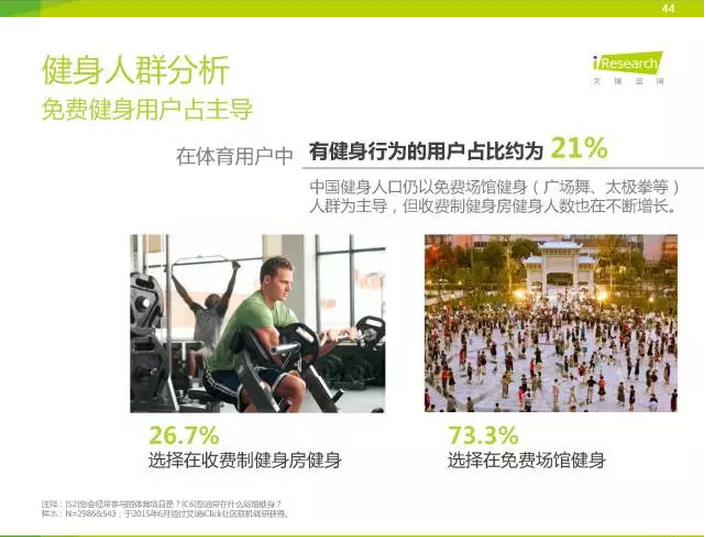 44
健身人群分析
iResearch
艾瑞咨询
免费健身用户占主导
在体育用户中
有健身行为的用户占比约为 21%
中国健身人口仍以免费场馆健身（广场舞、太极拳等）
人群为主导，但收费制健身房健身人数也在不断增长。
26.7%
选择在收费制健身房健身
73.3%
选择在免费场馆健身
注释：[S2]您会经常参与的体育项目是？[C6]您通常在什么场馆健身？
样本：N=2986&543，于2015年6月通过艾瑞iClick社区联机调研获得。